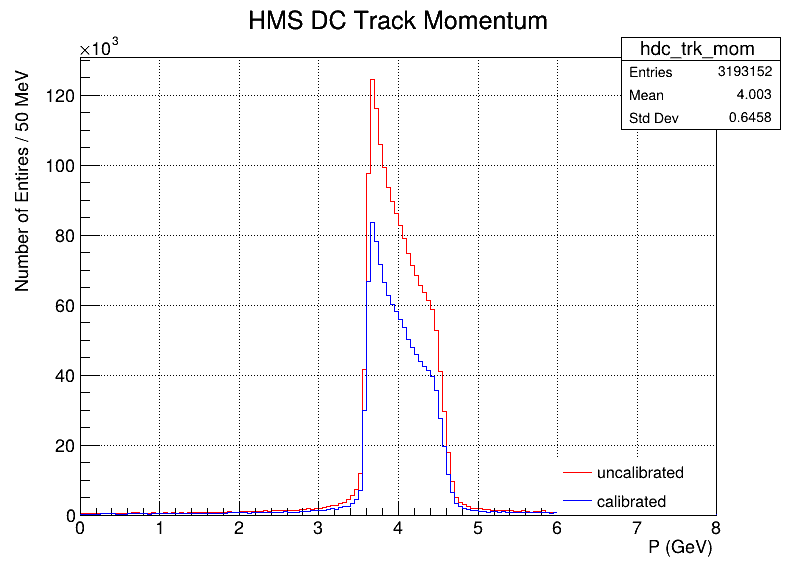 HMS DC Track Momentum
×10³
hdc_trk_mom
Entries 3193152
Mean 4.003
Std Dev 0.6458
Number of Entires / 50 MeV
120
100
80
60
40
20
0
uncalibrated
calibrated
0 1 2 3 4 5 6 7 8
P (GeV)